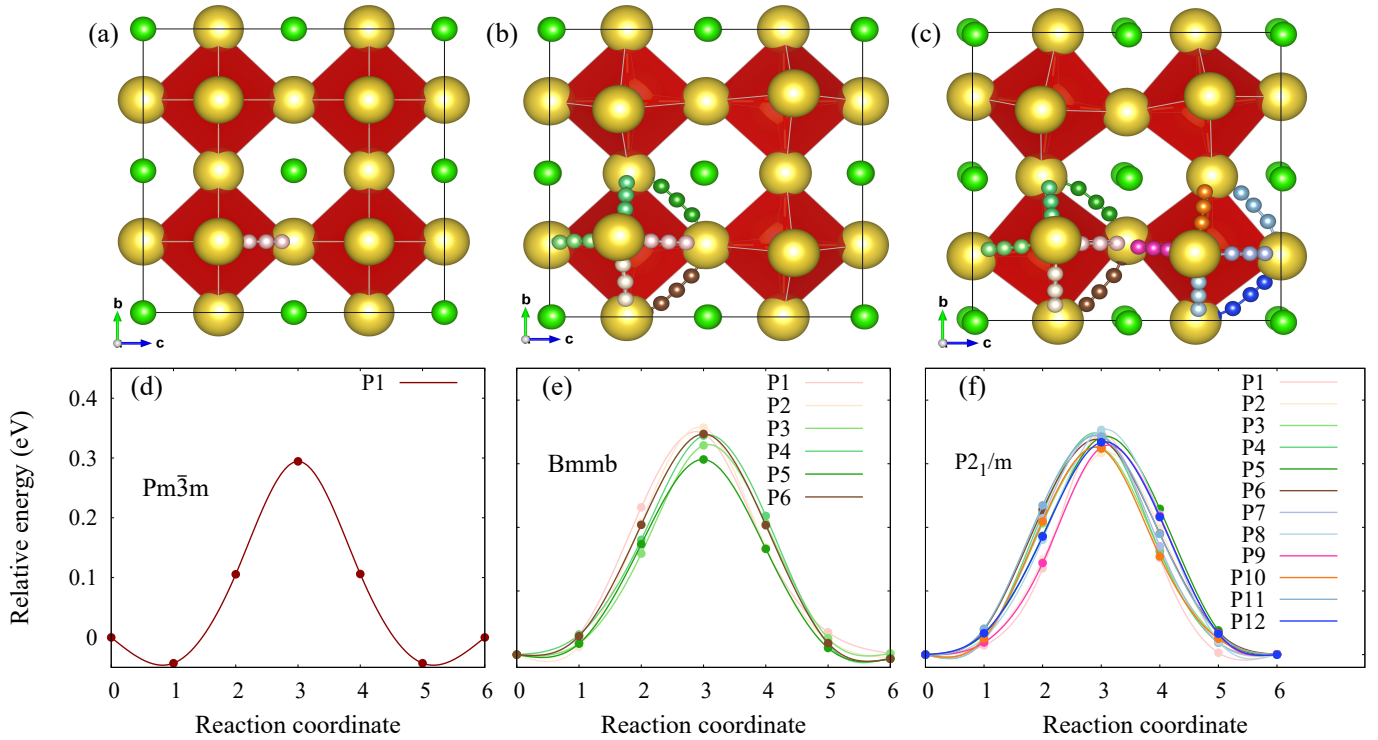 (a)
(b)
(c)
b
c
b
c
b
c
(d)
P1
Pm3̅m
Relative energy (eV)
0.4
0.3
0.2
0.1
0
0 1 2 3 4 5 6
Reaction coordinate
(e)
Bmmb
P1
P2
P3
P4
P5
P6
0 1 2 3 4 5 6
Reaction coordinate
(f)
P2₁/m
P1
P2
P3
P4
P5
P6
P7
P8
P9
P10
P11
P12
0 1 2 3 4 5 6
Reaction coordinate